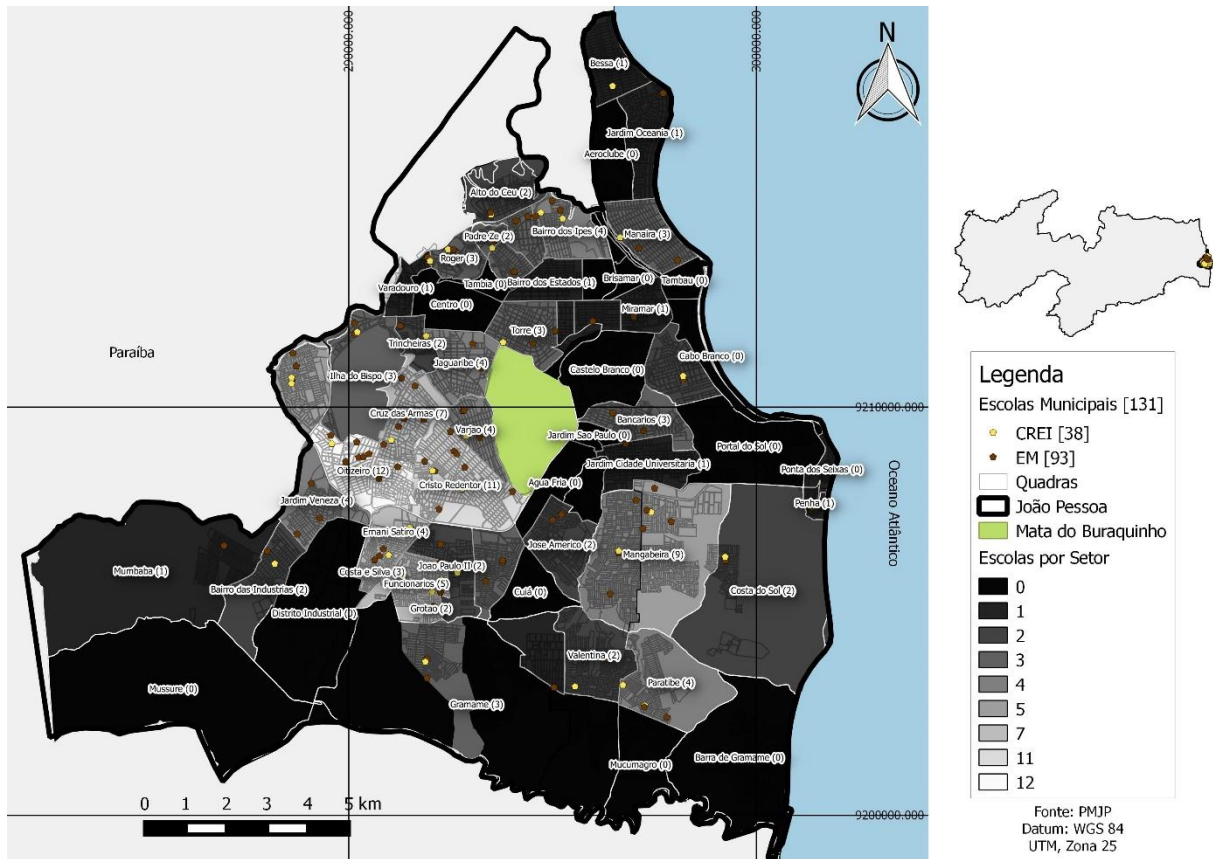 N
Bessa (1)
Jardim Oceania (1)
Aeroclube (0)
Alto do Ceu (2)
Padre Ze (2)
Bairro dos Ipes (4)
Manaira (3)
Roger (3)
Tambia (0)
Bairro dos Estados (1)
Brisamar (0)
Tambau (0)
Varadouro (1)
Centro (0)
Miramar (1)
Trincheiras (2)
Torre (3)
Paraíba
Jaguaribe (4)
Cabo Branco (0)
Ilha do Bispo (3)
Castelo Branco (0)
9210000.000
Cruz das Armas (7)
Bancarios (3)
Varjao (4)
Jardim Sao Paulo (0)
Portal do Sol (0)
Oitizeiro (12)
Jardim Cidade Universitaria (1)
Ponta dos Seixas (0)
Cristo Redentor (11)
Agua Fria (0)
Jardim Veneza (4)
Penha (1)
Oceano Atlântico
Ernani Satiro (4)
Jose Americo (2)
Mangabeira (9)
Mumbaba (1)
Costa e Silva (3)
Joao Paulo II (2)
Bairro das Industrias (2)
Funcionarios (5)
Cuiá (0)
Costa do Sol (2)
Distrito Industrial (0)
Grotao (2)
Valentina (2)
Mussure (0)
Paratibe (4)
Gramame (3)
Mucumagro (0)
Barra de Gramame (0)
0 1 2 3 4 5 km
9200000.000
Legenda
Escolas Municipais [131]
CREI [38]
EM [93]
Quadras
João Pessoa
Mata do Buraquinho
Escolas por Setor
0
1
2
3
4
5
7
11
12
Fonte: PMJP
Datum: WGS 84
UTM, Zona 25